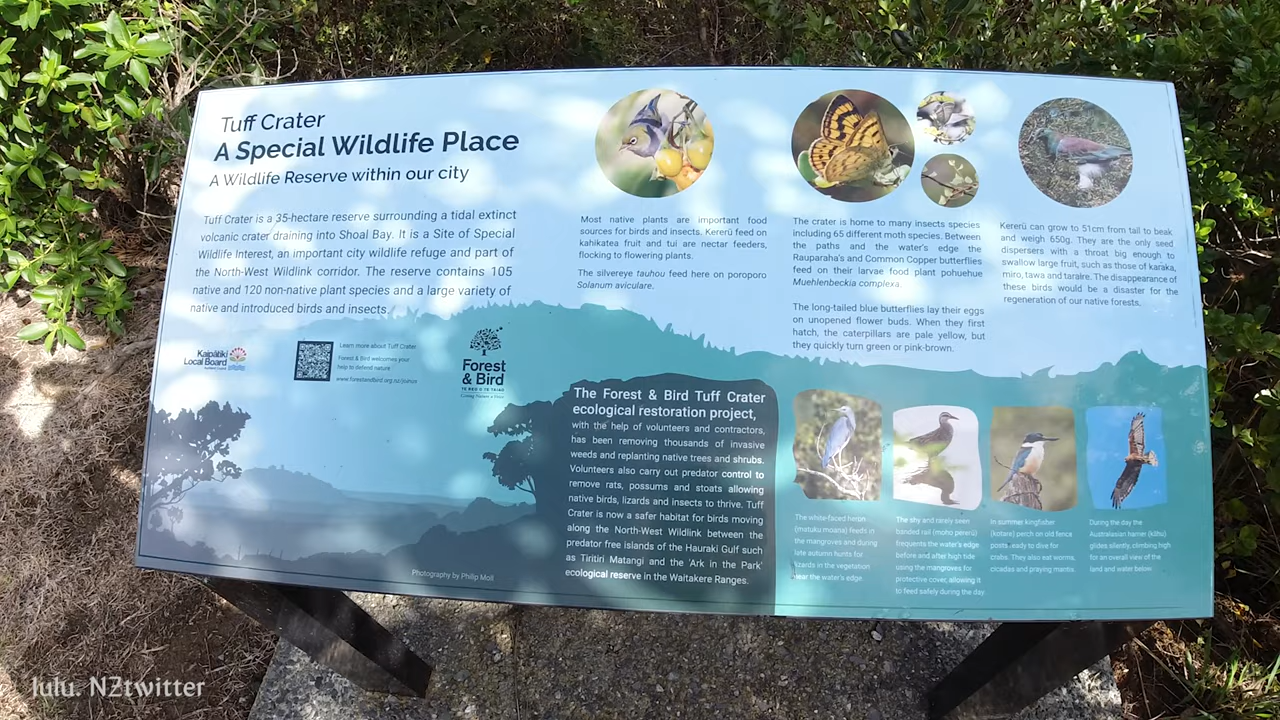 Tuff Crater
A Special Wildlife Place
A Wildlife Reserve within our city
Tuff Crater is a 35-hectare reserve surrounding a tidal extinct
volcanic crater draining into Shoal Bay. It is a Site of Special
Wildlife Interest, an important wildlife refuge and part of
the North-West Wildlink corridor. The reserve contains 105
native and 120 non-native plant species and a large variety of
native and introduced birds and insects.
Kaipātiki
Local Board
Learn more about Tuff Crater
Forest & Bird welcomes your
help to defend nature
Forest
& Bird
TE REO O TE TAIAO
Photography by Philip Moll
Most native plants are important food
sources for birds and insects. Kererū feed on
kahikatea fruit and tui are nectar feeders,
flocking to flowering plants.
The silvereye tauhou feed here on poroporo
Solanum aviculare.
The crater is home to many insects species
including 65 different moth species. Between
the paths and the water's edge the
Rauparaha's and Common Copper butterflies
feed on their larvae food plant pohuehue
Muehlenbeckia complexa.
The long-tailed blue butterflies lay their eggs
on unopened flower buds. When they first
hatch, the caterpillars are pale yellow, but
they quickly turn green or pink-brown.
Kererū can grow to 51cm from tail to beak
and weigh 650g. They are the only seed
dispersers with a throat big enough to
swallow large fruit, such as those of karaka,
miro, tawa and taraire. The disappearance of
these birds would be a disaster for the
regeneration of our native forests.
The Forest & Bird Tuff Crater
ecological restoration project,
with the help of volunteers and contractors,
has been removing thousands of invasive
weeds and replanting native trees and shrubs.
Volunteers also carry out predator control to
remove rats, possums and stoats allowing
native birds, lizards and insects to thrive. Tuff
Crater is now a safer habitat for birds moving
along the North-West Wildlink between the
predator free islands of the Hauraki Gulf such
as Tiritiri Matangi and the 'Ark in the Park'
ecological reserve in the Waitakere Ranges.
The white-faced heron
(matuku moana) feeds in
the mangroves and during
late autumn hunts for
lizards in the vegetation
near the water's edge.
The shy and rarely seen
banded rail (moho pererū)
frequents the water's edge
before and after high tide
using the mangroves for
protective cover, allowing it
to feed safely during the day.
In summer kingfisher
(kōtare) perch on old fence
posts ready to dive for
crabs. They also eat worms,
cicadas and praying mantis.
During the day the
Australasian harrier (kāhu)
glides silently, climbing high
for an overall view of the
land and water below.
lulu. NZtwitter